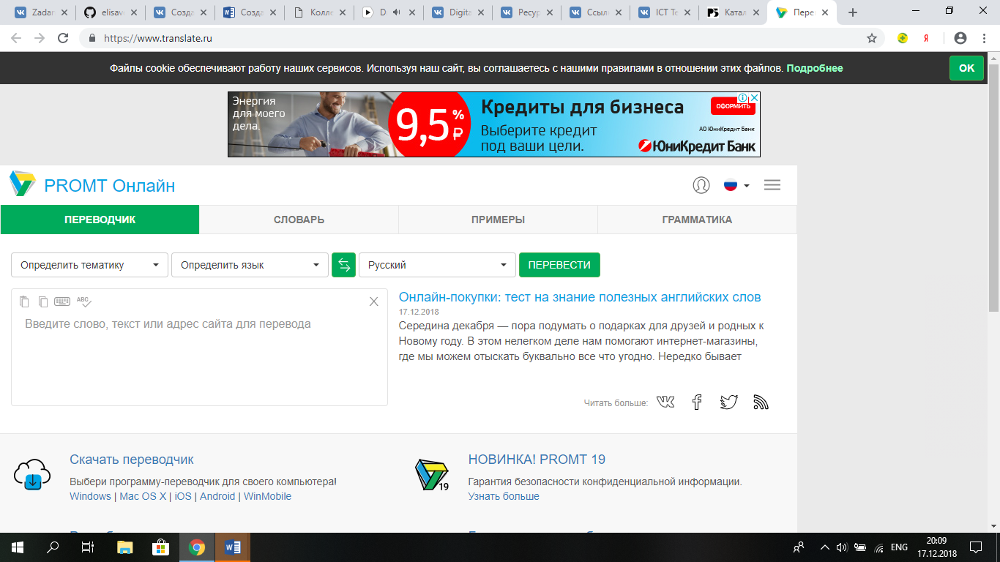 Zadan
elisave
Созда
Созда
Колле
D
Digita
Ресур
Ссыл
ICT Te
Катал
Пере
https://www.translate.ru
Файлы cookie обеспечивают работу наших сервисов. Используя наш сайт, вы соглашаетесь с нашими правилами в отношении этих файлов. Подробнее
OK
Энергия
для моего
дела.
9,5% ₽
Кредиты для бизнеса
Выберите кредит
под ваши цели.
ОФОРМИТЬ
АО ЮниКредит Банк
ЮниКредит Банк
PROMT Онлайн
ПЕРЕВОДЧИК
СЛОВАРЬ
ПРИМЕРЫ
ГРАММАТИКА
Определить тематику
Определить язык
Русский
ПЕРЕВЕСТИ
ABC
Введите слово, текст или адрес сайта для перевода
Онлайн-покупки: тест на знание полезных английских слов
17.12.2018
Середина декабря — пора подумать о подарках для друзей и родных к
Новому году. В этом нелегком деле нам помогают интернет-магазины,
где мы можем отыскать буквально все что угодно. Нередко бывает
Читать больше:
Скачать переводчик
Выбери программу-переводчик для своего компьютера!
Windows | Mac OS X | iOS | Android | WinMobile
19
НОВИНКА! PROMT 19
Гарантия безопасности конфиденциальной информации.
Узнать больше
ENG
20:09
17.12.2018